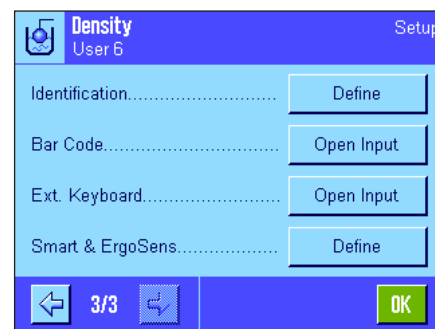 Density
Setup
User 6
Identification........................... Define
Bar Code............................... Open Input
Ext. Keyboard........................ Open Input
Smart & ErgoSens.................. Define
3/3
OK